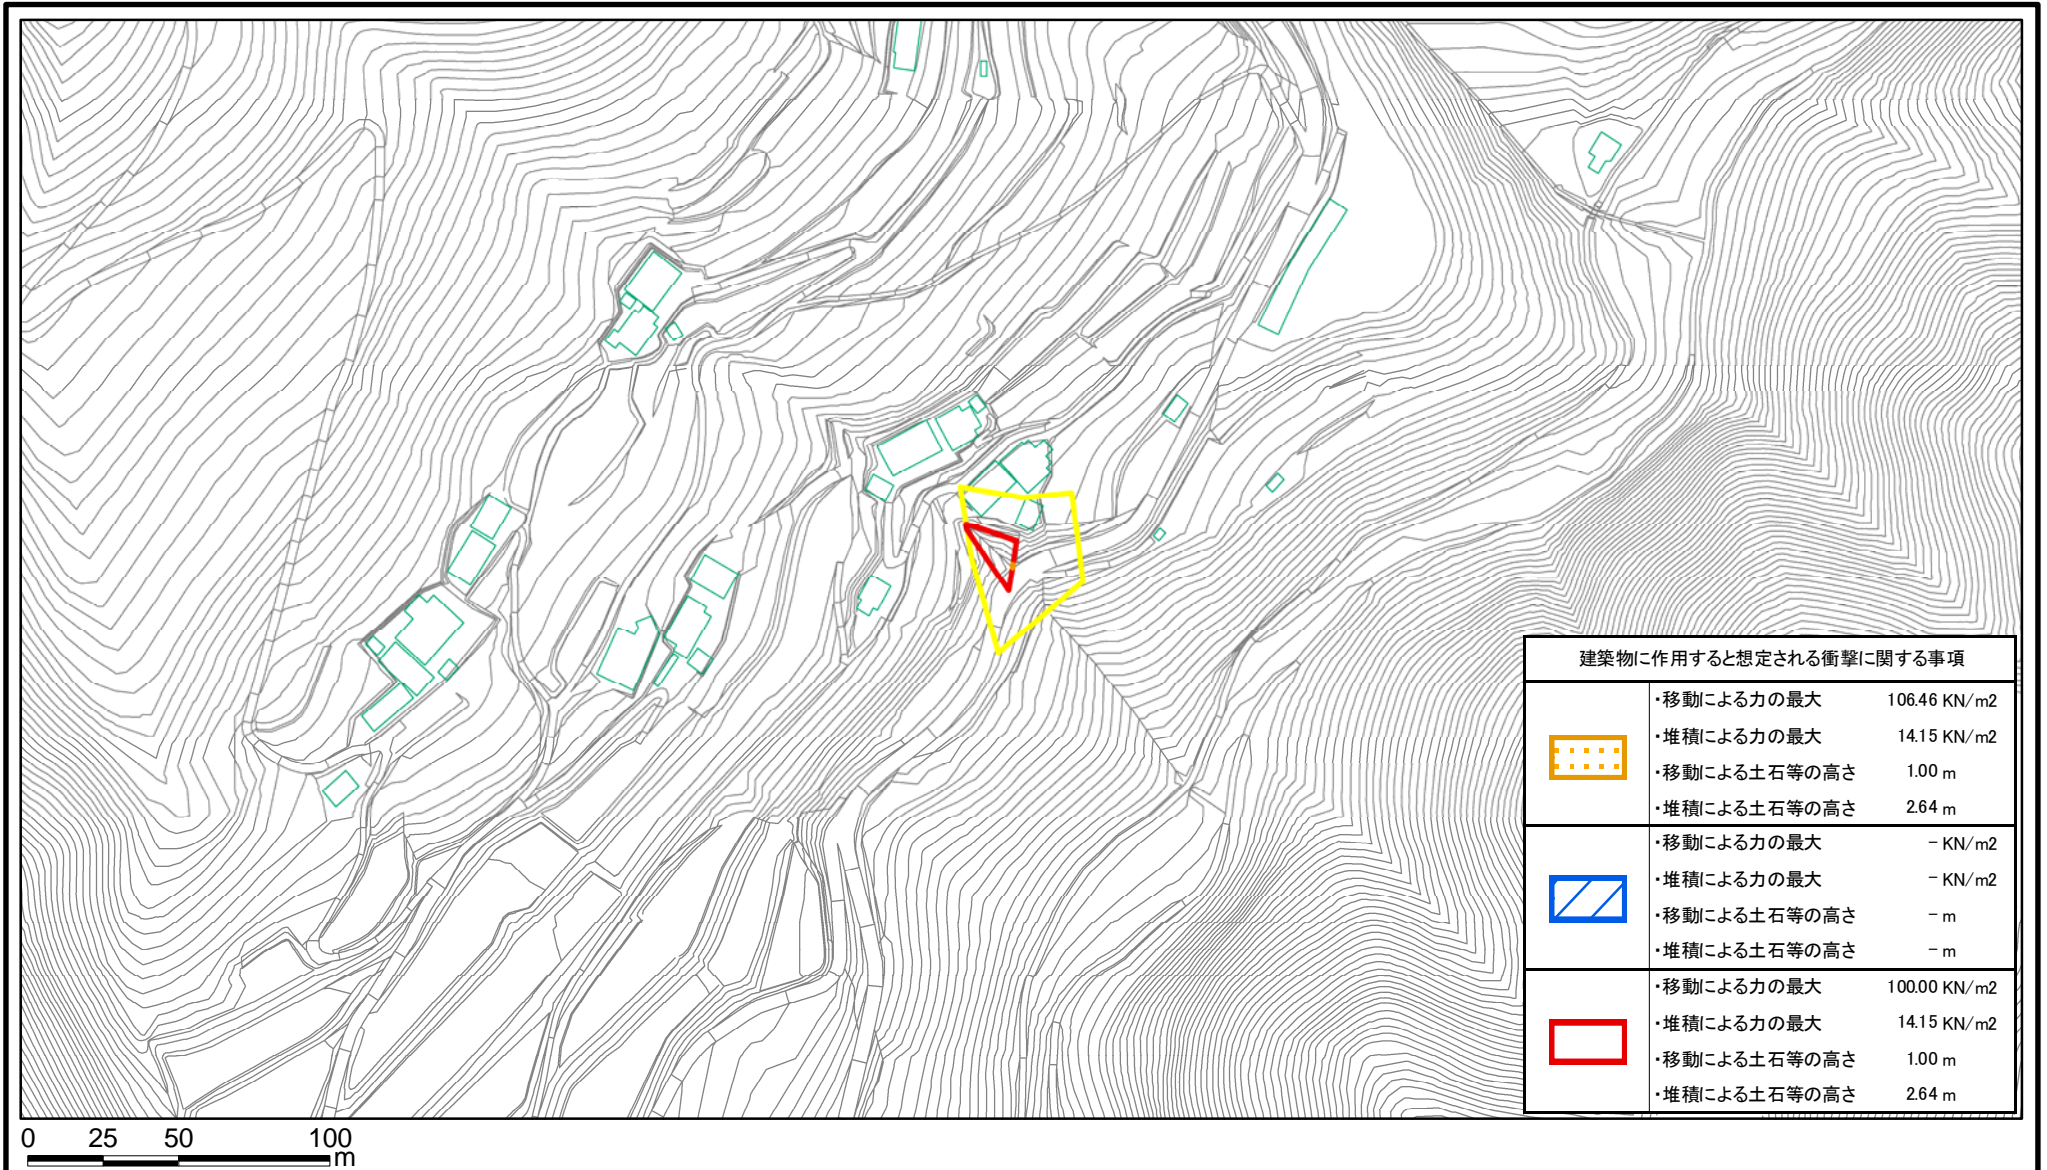 建築物に作用すると想定される衝撃に関する事項
・移動による力の最大 106.46 KN/m2
・堆積による力の最大 14.15 KN/m2
・移動による土石等の高さ 1.00 m
・堆積による土石等の高さ 2.64 m
・移動による力の最大 - KN/m2
・堆積による力の最大 - KN/m2
・移動による土石等の高さ - m
・堆積による土石等の高さ - m
・移動による力の最大 100.00 KN/m2
・堆積による力の最大 14.15 KN/m2
・移動による土石等の高さ 1.00 m
・堆積による土石等の高さ 2.64 m
0 25 50 100
m